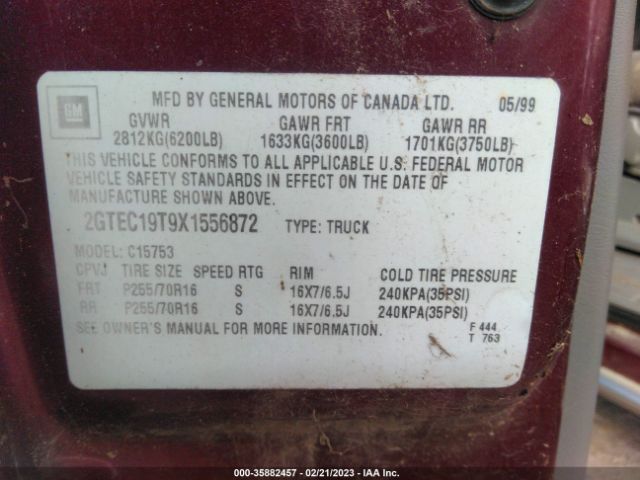 GM
MFD BY GENERAL MOTORS OF CANADA LTD. 05/99
GVWR GAWR FRT GAWR RR
2812KG(6200LB) 1633KG(3600LB) 1701KG(3750LB)
THIS VEHICLE CONFORMS TO ALL APPLICABLE U.S. FEDERAL MOTOR
VEHICLE SAFETY STANDARDS IN EFFECT ON THE DATE OF
MANUFACTURE SHOWN ABOVE.
2GTEC19T9X1556872 TYPE: TRUCK
MODEL: C15753
CPVJ TIRE SIZE SPEED RTG RIM COLD TIRE PRESSURE
FRT P255/70R16 S 16X7/6.5J 240KPA(35PSI)
RR P255/70R16 S 16X7/6.5J 240KPA(35PSI)
SEE OWNER'S MANUAL FOR MORE INFORMATION. F 444
T 763
000-35882457 - 02/21/2023 - IAA Inc.